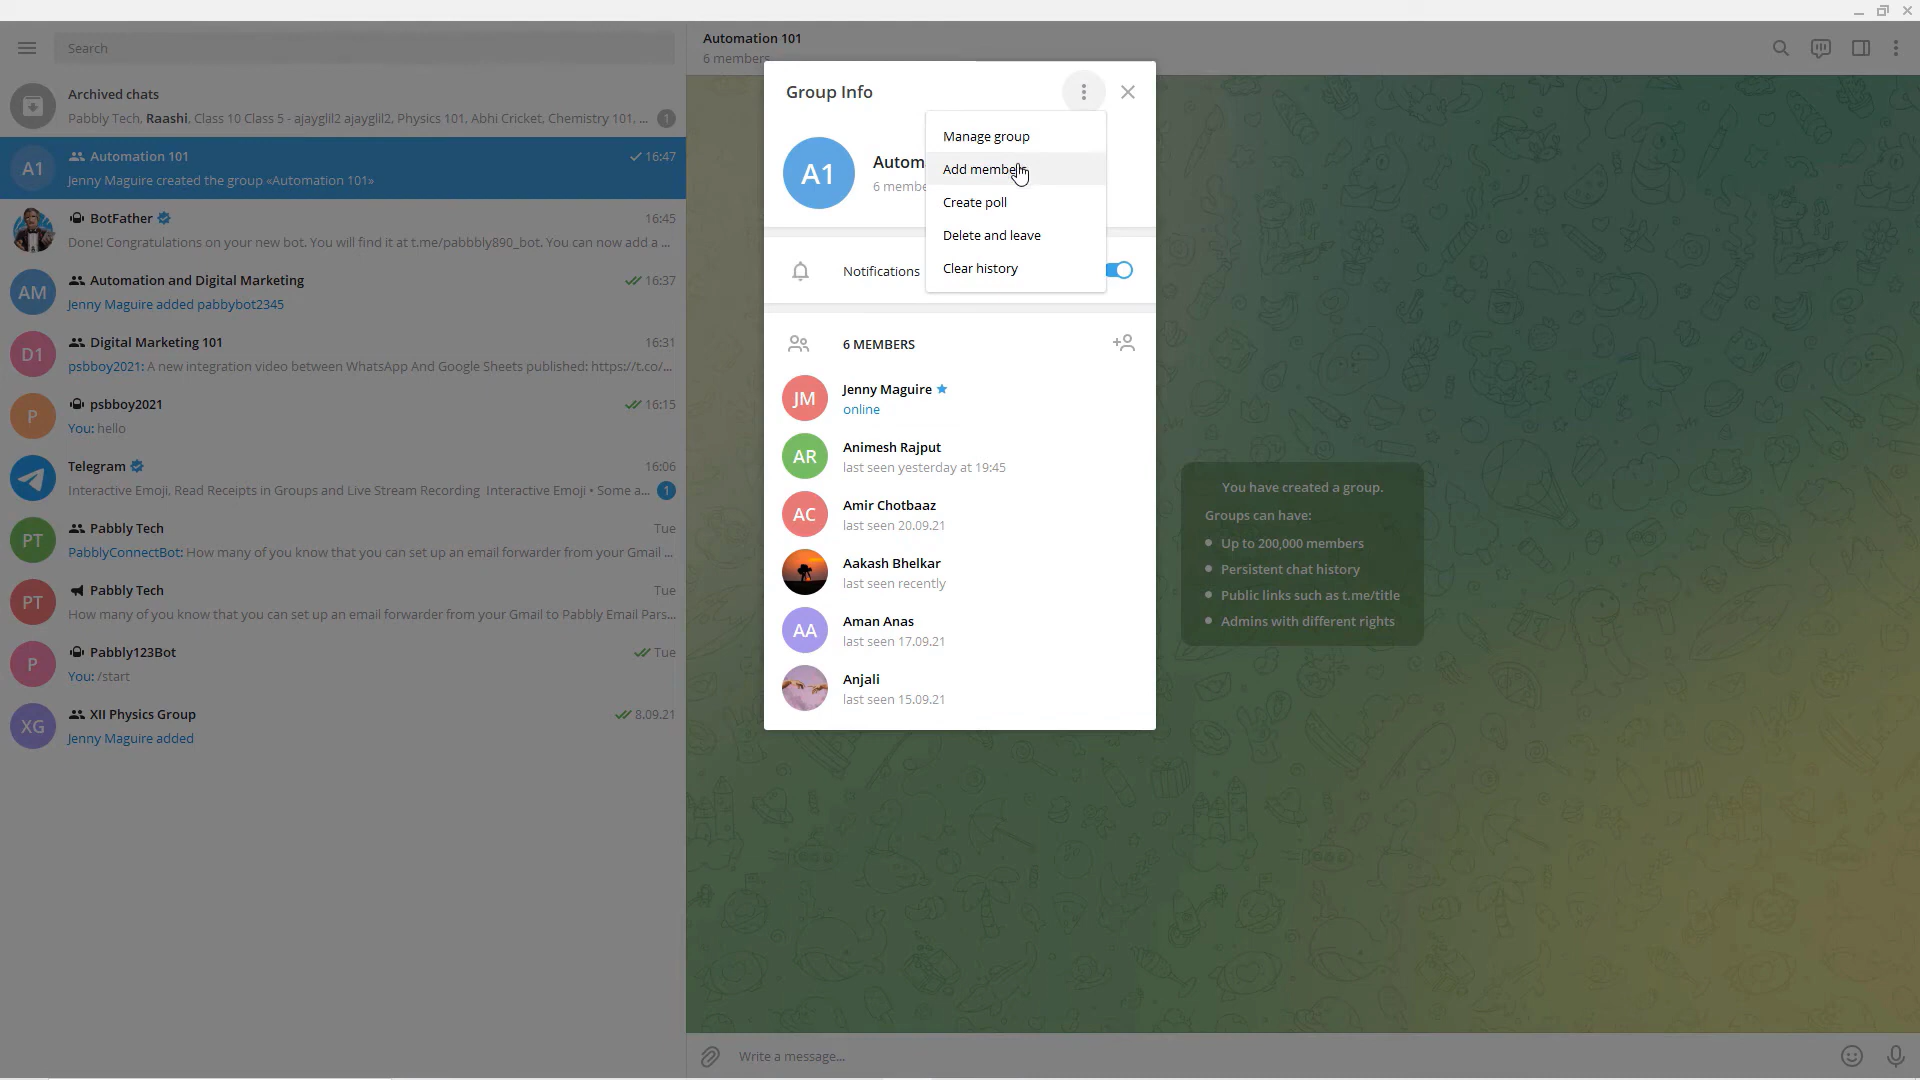 Search
Archived chats
Pabbly Tech, Raashi, Class 10 Class 5 - ajayglil2 ajayglil2, Physics 101, Abhi Cricket, Chemistry 101, ...
1
A1
Automation 101
16:47
Jenny Maguire created the group «Automation 101»
BotFather
16:45
Done! Congratulations on your new bot. You will find it at t.me/pabbbly890_bot. You can now add a ...
AM
Automation and Digital Marketing
16:37
Jenny Maguire added pabbybot2345
D1
Digital Marketing 101
16:31
psbboy2021: A new integration video between WhatsApp And Google Sheets published: https://t.co/...
P
psbboy2021
16:15
You: hello
Telegram
16:06
Interactive Emoji, Read Receipts in Groups and Live Stream Recording Interactive Emoji • Some a...
1
PT
Pabbly Tech
Tue
PabblyConnectBot: How many of you know that you can set up an email forwarder from your Gmail ...
PT
Pabbly Tech
Tue
How many of you know that you can set up an email forwarder from your Gmail to Pabbly Email Pars...
P
Pabbly123Bot
Tue
You: /start
XG
XII Physics Group
8.09.21
Jenny Maguire added
Automation 101
6 members
Group Info
A1
Autom
6 membe
Manage group
Add members
Create poll
Delete and leave
Clear history
Notifications
6 MEMBERS
JM
Jenny Maguire
online
AR
Animesh Rajput
last seen yesterday at 19:45
AC
Amir Chotbaaz
last seen 20.09.21
Aakash Bhelkar
last seen recently
AA
Aman Anas
last seen 17.09.21
Anjali
last seen 15.09.21
You have created a group.
Groups can have:
• Up to 200,000 members
• Persistent chat history
• Public links such as t.me/title
• Admins with different rights
Write a message...